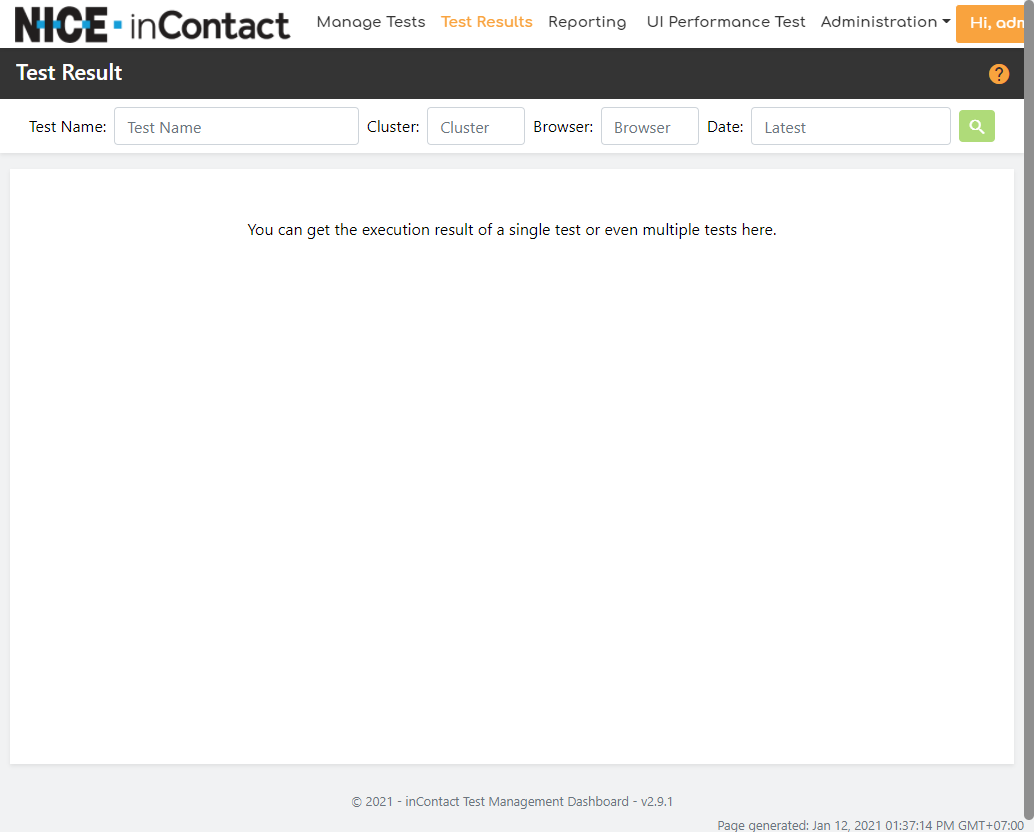 NICE inContact Manage Tests Test Results Reporting UI Performance Test Administration Hi, adm
Test Result ?
Test Name: Test Name Cluster: Cluster Browser: Browser Date: Latest
You can get the execution result of a single test or even multiple tests here.
© 2021 - inContact Test Management Dashboard - v2.9.1
Page generated: Jan 12, 2021 01:37:14 PM GMT+07:00